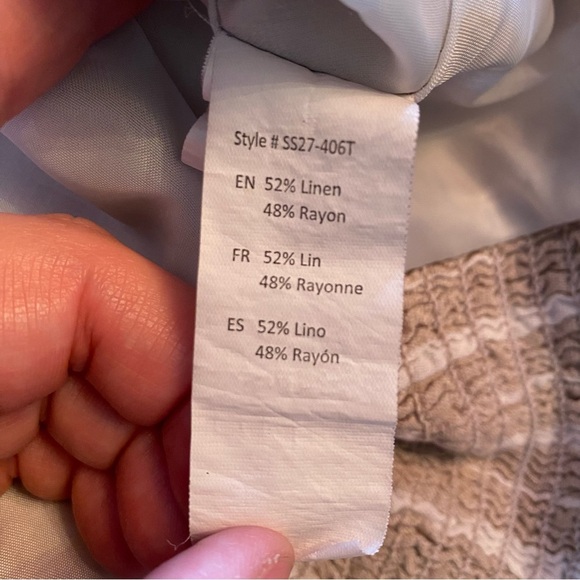 Style # SS27-406T
EN 52% Linen
48% Rayon
FR 52% Lin
48% Rayonne
ES 52% Lino
48% Rayón